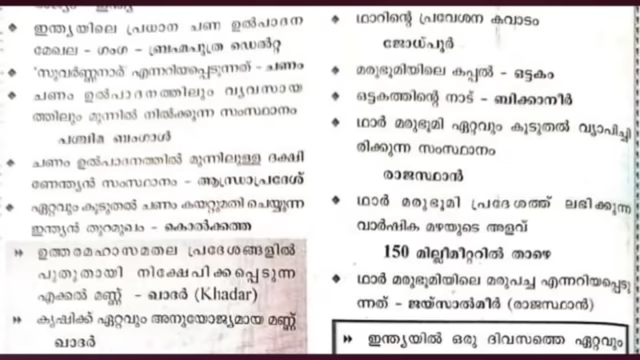 ഇന്ത്യയിലെ പ്രധാന ചണ ഉൽപാദന
മേഖല - ഗംഗ - ബ്രഹ്മപുത്ര ഡെൽറ്റ
'സുവർണ്ണനാര് എന്നറിയപ്പെടുന്നത് - ചണം
ചണം ഉൽപാദനത്തിലും വ്യവസായ
ത്തിലും മുന്നിൽ നിൽക്കുന്ന സംസ്ഥാനം
പശ്ചിമ ബംഗാൾ
ചണം ഉൽപാദനത്തിൽ മുന്നിലുള്ള ദക്ഷി
ണേന്ത്യൻ സംസ്ഥാനം - ആന്ധ്രാപ്രദേശ്
ഏറ്റവും കൂടുതൽ ചണം കയറ്റുമതി ചെയ്യുന്ന
ഇന്ത്യൻ തുറമുഖം - കൊൽക്കത്ത
» ഉത്തരമഹാസമതല പ്രദേശങ്ങളിൽ
പുതുതായി നിക്ഷേപിക്കപ്പെടുന്ന
എക്കൽ മണ്ണ് - ഖാദർ (Khadar)
» കൃഷിക്ക് ഏറ്റവും അനുയോജ്യമായ മണ്ണ്
ഖാദർ
ഥാറിന്റെ പ്രവേശന കവാടം
ജോധ്പൂർ
മരുഭൂമിയിലെ കപ്പൽ - ഒട്ടകം
ഒട്ടകത്തിന്റെ നാട് - ബിക്കാനീർ
ഥാർ മരുഭൂമി ഏറ്റവും കൂടുതൽ വ്യാപിച്ചി
രിക്കുന്ന സംസ്ഥാനം
രാജസ്ഥാൻ
ഥാർ മരുഭൂമി പ്രദേശത്ത് ലഭിക്കുന്ന
വാർഷിക മഴയുടെ അളവ്
150 മില്ലീമീറ്ററിൽ താഴെ
ഥാർ മരുഭൂമിയിലെ മരുപച്ച എന്നറിയപ്പെടു
ന്നത് - ജയ്സാൽമീർ (രാജസ്ഥാൻ)
» ഇന്ത്യയിൽ ഒരു ദിവസത്തെ ഏറ്റവും